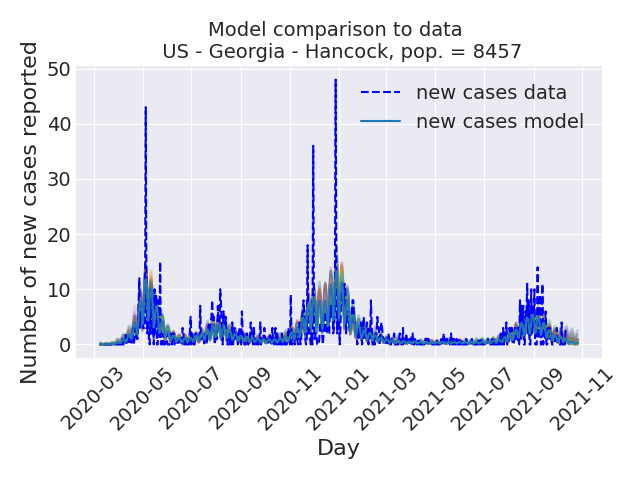 Model comparison to data
US - Georgia - Hancock, pop. = 8457
Number of new cases reported
50
40
30
20
10
0
new cases data
new cases model
2020-03
2020-05
2020-07
2020-09
2020-11
2021-01
2021-03
2021-05
2021-07
2021-09
2021-11
Day